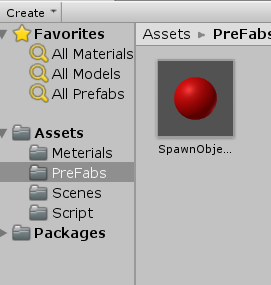 Create
Favorites
All Materials
All Models
All Prefabs
Assets
Meterials
PreFabs
Scenes
Script
Packages
Assets ▸ PreFabs
SpawnObje...